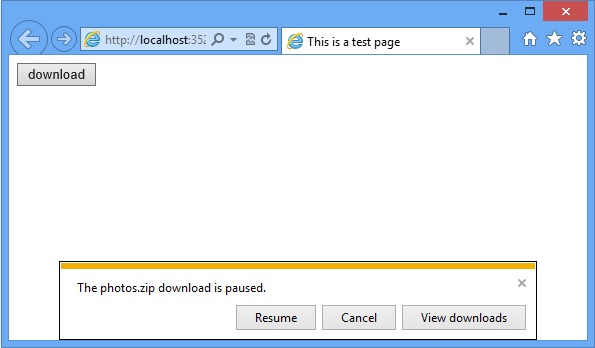 http://localhost:352
This is a test page
download
The photos.zip download is paused.
Resume
Cancel
View downloads